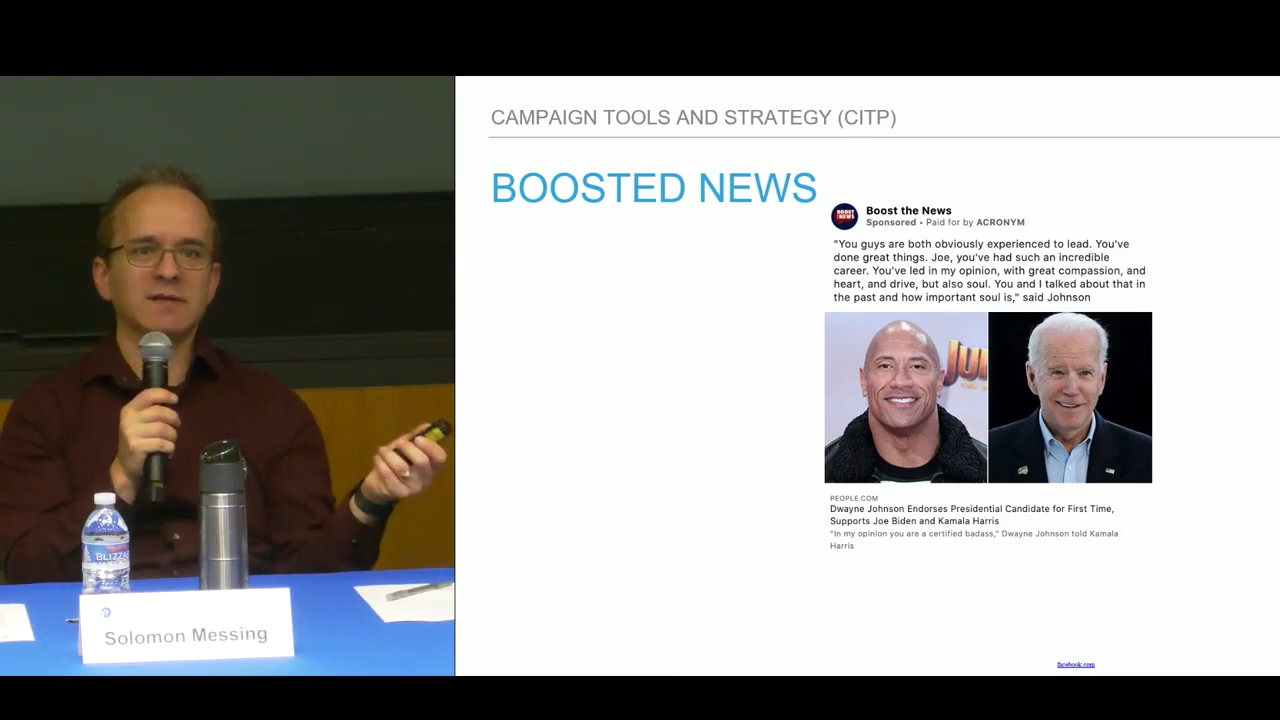 CAMPAIGN TOOLS AND STRATEGY (CITP)
BOOSTED NEWS
BOOST
NEWS
Boost the News
Sponsored • Paid for by ACRONYM
"You guys are both obviously experienced to lead. You've
done great things. Joe, you've had such an incredible
career. You've led in my opinion, with great compassion, and
heart, and drive, but also soul. You and I talked about that in
the past and how important soul is," said Johnson
PEOPLE.COM
Dwayne Johnson Endorses Presidential Candidate for First Time,
Supports Joe Biden and Kamala Harris
"In my opinion you are a certified badass," Dwayne Johnson told Kamala
Harris
facebook.com
Solomon Messing